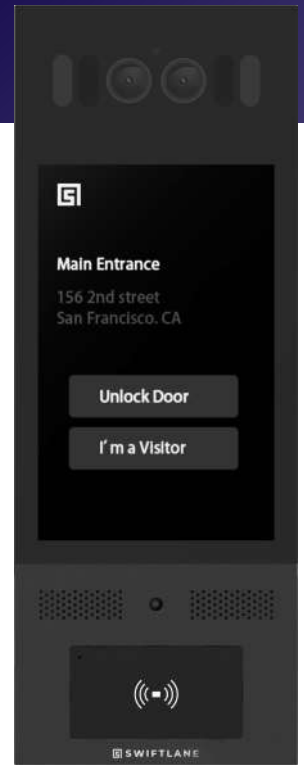 Main Entrance
156 2nd street
San Francisco. CA
Unlock Door
I'm a Visitor
SWIFTLANE